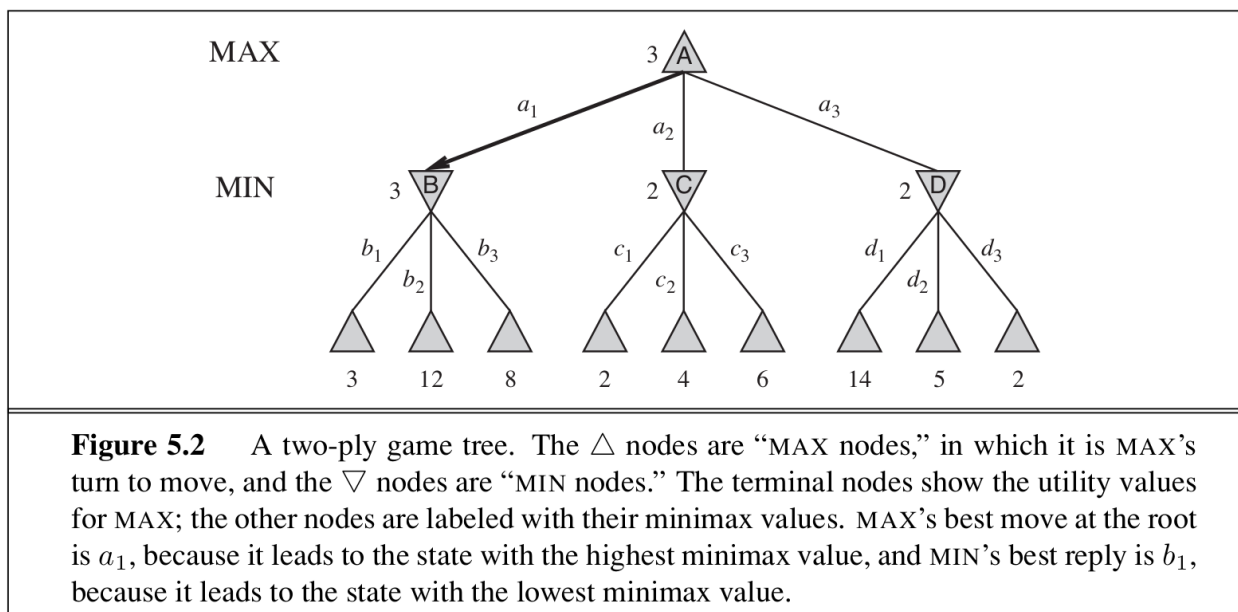 MAX 3 A
a1 a2 a3
MIN 3 B 2 C 2 D
b1 b2 b3 c1 c2 c3 d1 d2 d3
3 12 8 2 4 6 14 5 2
Figure 5.2 A two-ply game tree. The △ nodes are “MAX nodes,” in which it is MAX’s
turn to move, and the ▽ nodes are “MIN nodes.” The terminal nodes show the utility values
for MAX; the other nodes are labeled with their minimax values. MAX’s best move at the root
is a1, because it leads to the state with the highest minimax value, and MIN’s best reply is b1,
because it leads to the state with the lowest minimax value.